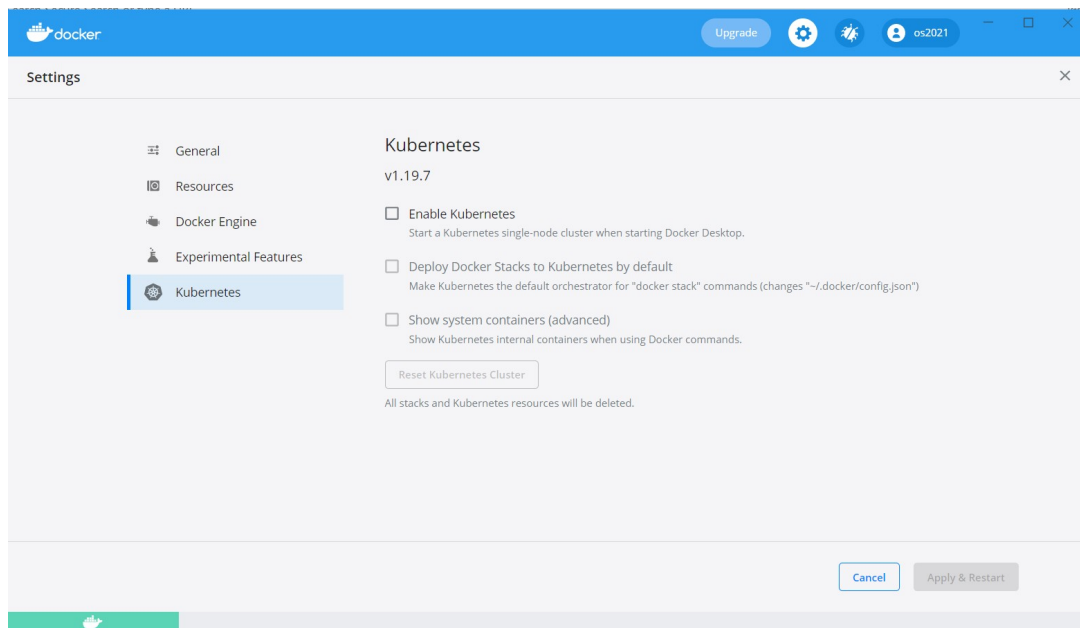 docker
Upgrade
os2021
Settings
General
Resources
Docker Engine
Experimental Features
Kubernetes
Kubernetes
v1.19.7
Enable Kubernetes
Start a Kubernetes single-node cluster when starting Docker Desktop.
Deploy Docker Stacks to Kubernetes by default
Make Kubernetes the default orchestrator for "docker stack" commands (changes "~/.docker/config.json")
Show system containers (advanced)
Show Kubernetes internal containers when using Docker commands.
Reset Kubernetes Cluster
All stacks and Kubernetes resources will be deleted.
Cancel
Apply & Restart